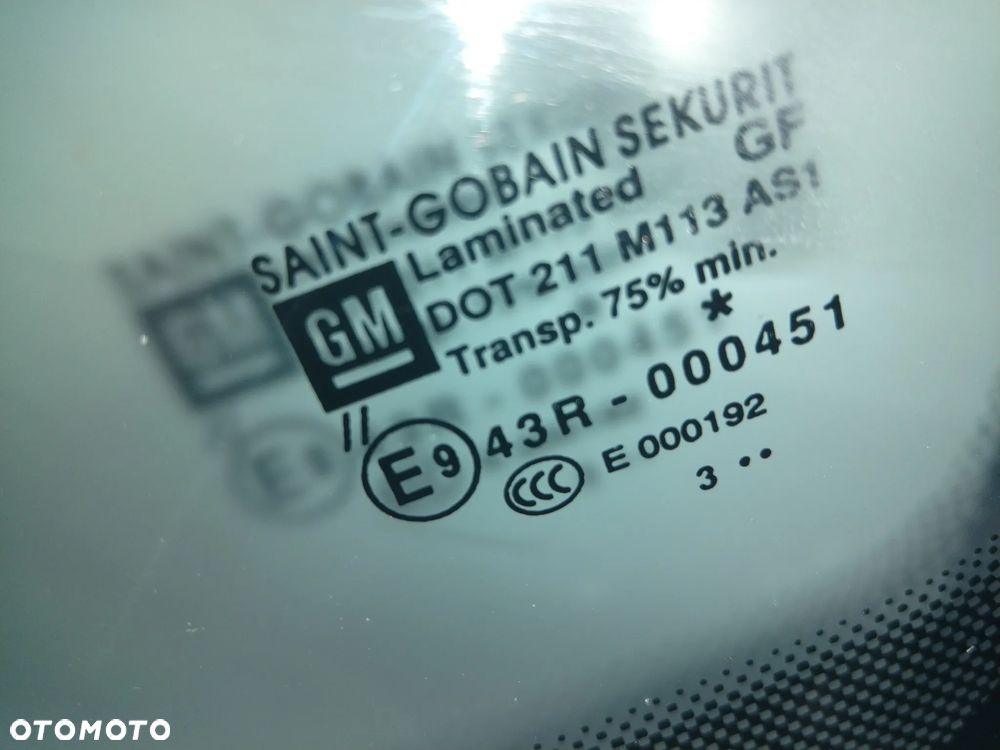 SAINT-GOBAIN SEKURIT
GF
GM
Laminated
DOT 211 M113 AS1
Transp. 75% min.
*
II
E9 43R - 000451
CCC E 000192
3 ••
OTOMOTO